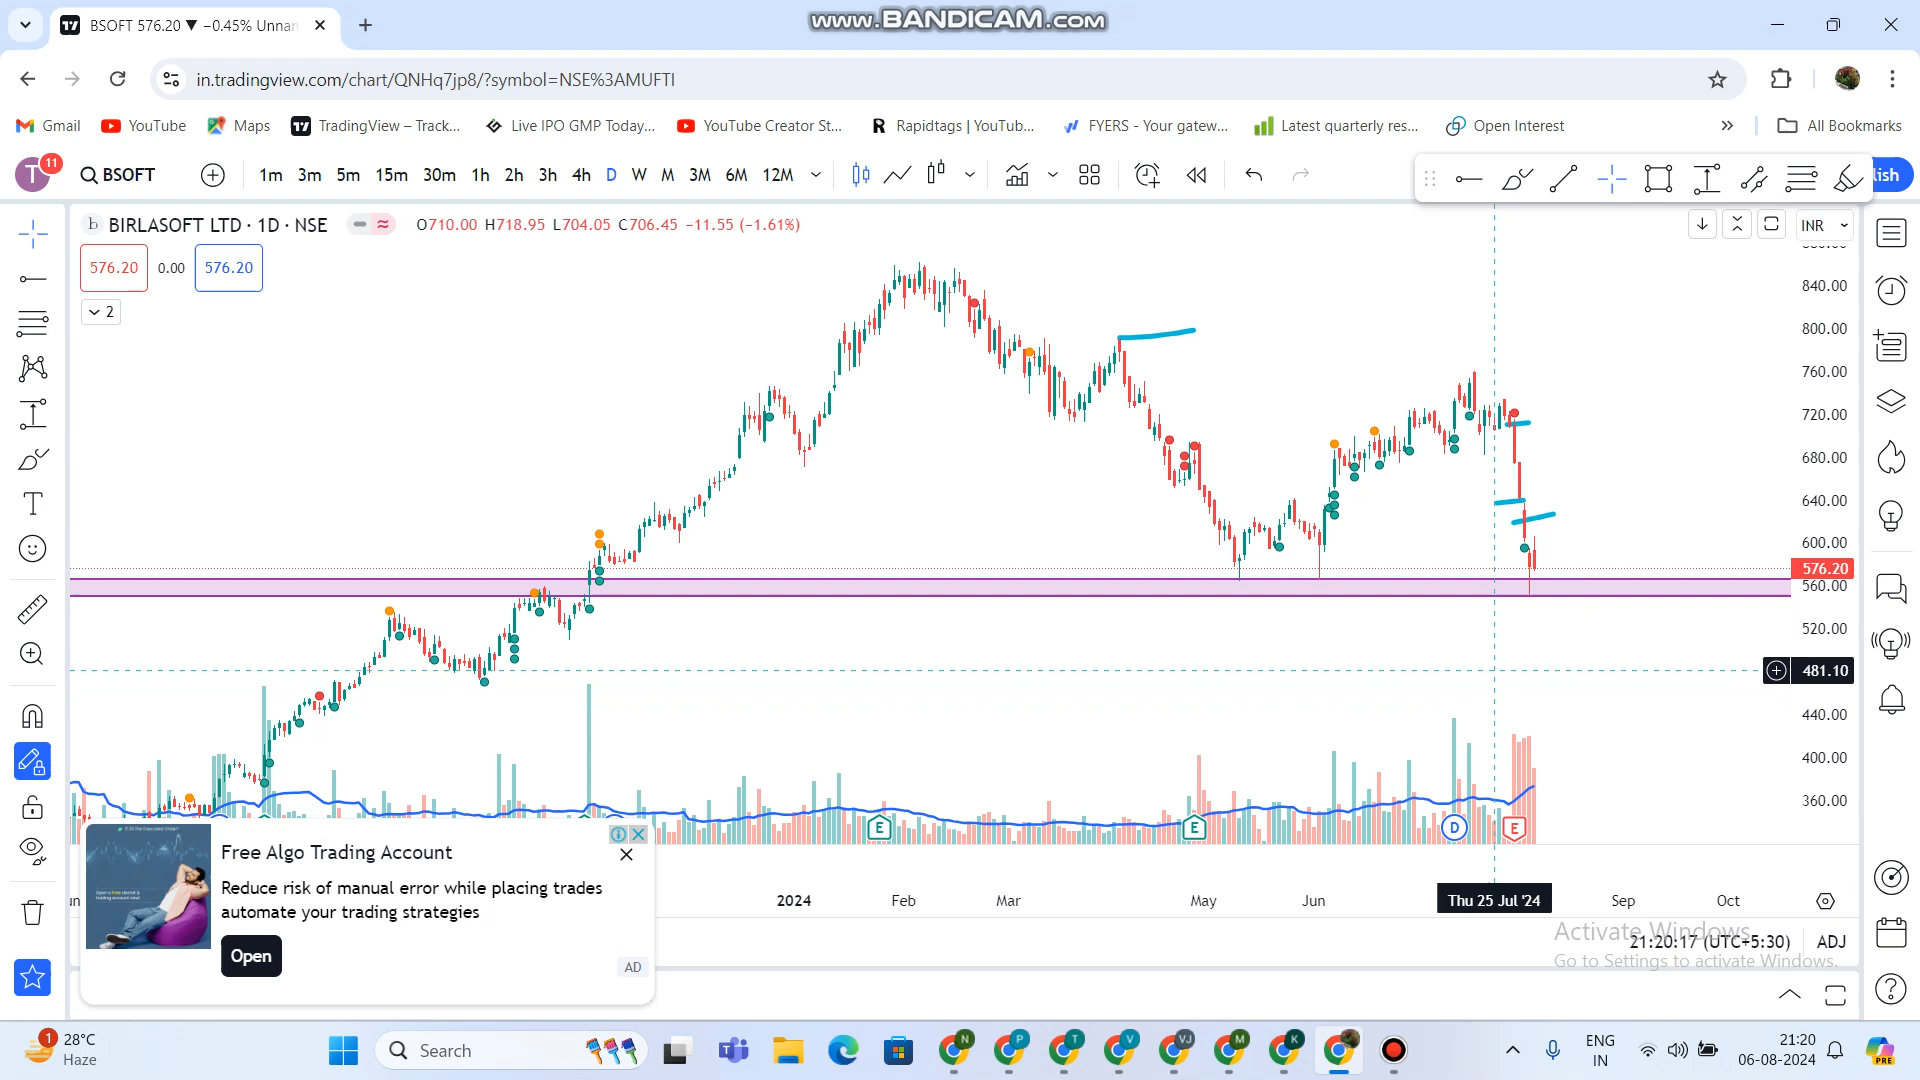 BSOFT 576.20 ▼ −0.45% Unnan
www.BANDICAM.com
in.tradingview.com/chart/QNHq7jp8/?symbol=NSE%3AMUFTI
Gmail YouTube Maps TradingView – Track... Live IPO GMP Today... YouTube Creator St... Rapidtags | YouTub... FYERS - Your gatew... Latest quarterly res... Open Interest » All Bookmarks
T 11 BSOFT 1m 3m 5m 15m 30m 1h 2h 3h 4h D W M 3M 6M 12M lish
b BIRLASOFT LTD · 1D · NSE O710.00 H718.95 L704.05 C706.45 −11.55 (−1.61%) INR
576.20 0.00 576.20
2
840.00
800.00
760.00
720.00
680.00
640.00
600.00
576.20
560.00
520.00
481.10
440.00
400.00
360.00
E E D E
Free Algo Trading Account
Reduce risk of manual error while placing trades
automate your trading strategies
Open
AD
un 2024 Feb Mar May Jun Thu 25 Jul '24 Sep Oct
Activate Windows
21:20:17 (UTC+5:30) ADJ
Go to Settings to activate Windows.
1 28°C
Haze
Search
N P T V VJ M K
ENG
IN
21:20
06-08-2024
PRE